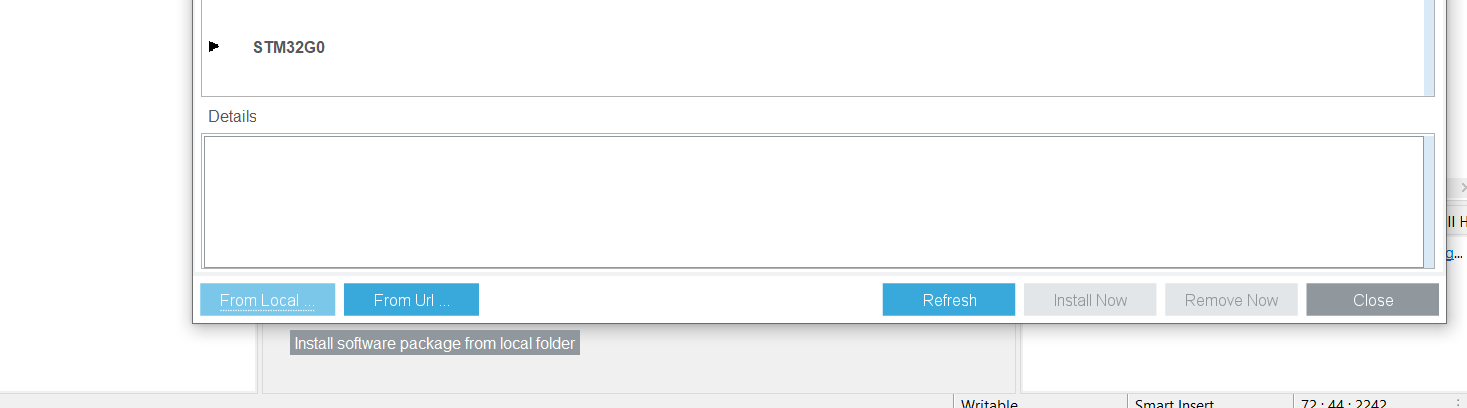 STM32G0
Details
ll H
g...
From Local ...
From Url ...
Refresh
Install Now
Remove Now
Close
Install software package from local folder
Writable
Smart Insert
72 : 44 : 2242